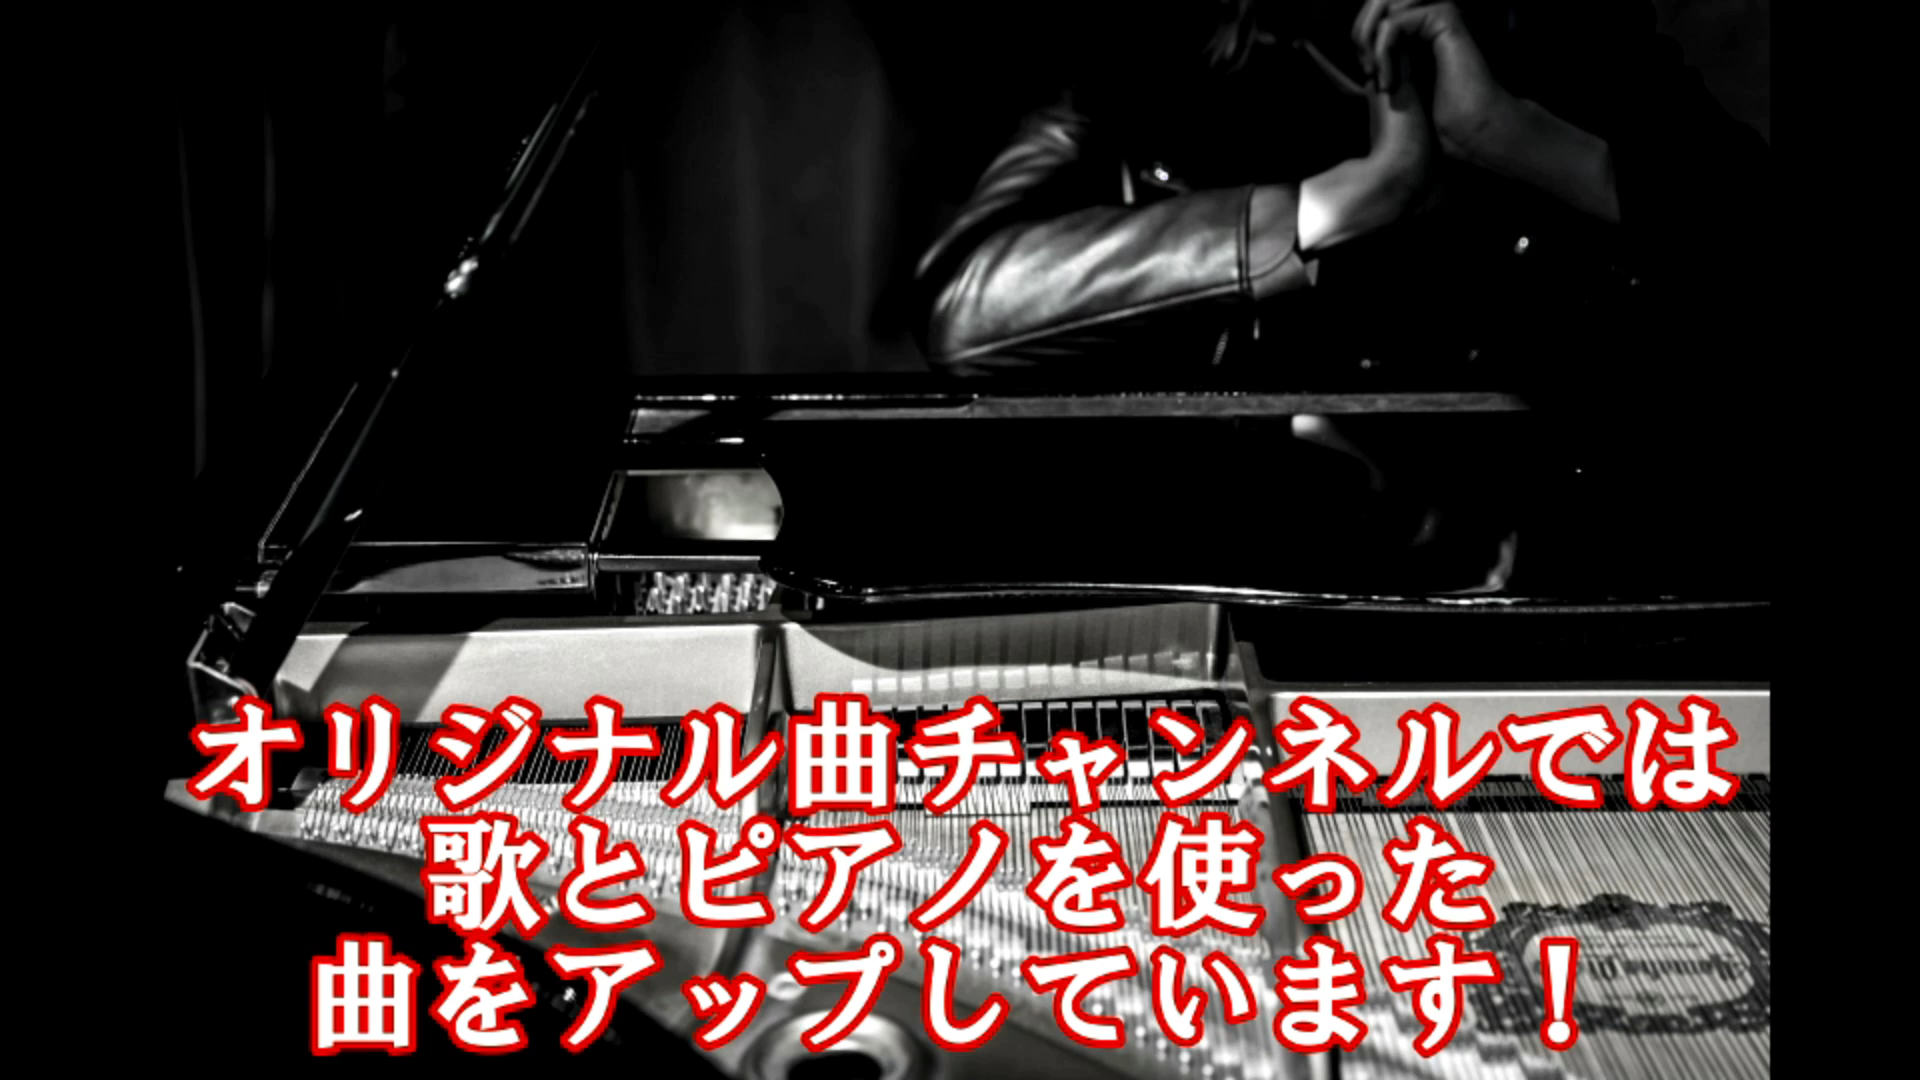 オリジナル曲チャンネルでは
歌とピアノを使った
曲をアップしています！